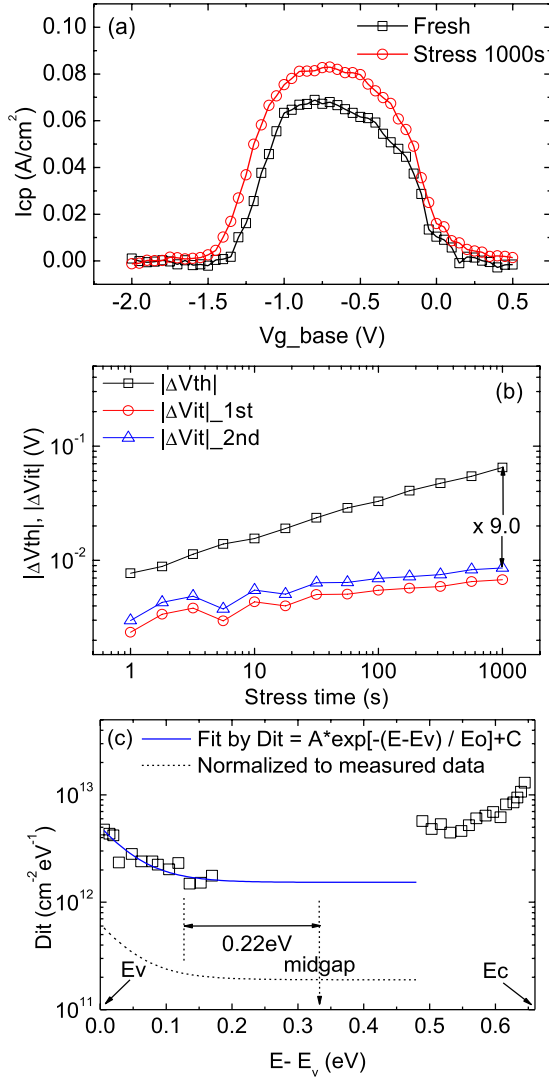 (a)
Fresh
Stress 1000s
0.10
0.08
0.06
0.04
0.02
0.00
Icp (A/cm²)
-2.0 -1.5 -1.0 -0.5 0.0 0.5
Vg_base (V)
(b)
|ΔVth|
|ΔVit|_1st
|ΔVit|_2nd
10⁻¹
10⁻²
|ΔVth|, |ΔVit| (V)
x 9.0
1 10 100 1000
Stress time (s)
(c)
Fit by Dit = A*exp[-(E-Ev) / Eo]+C
Normalized to measured data
10¹³
10¹²
10¹¹
Dit (cm⁻²eV⁻¹)
0.22eV
midgap
Ev
Ec
0.0 0.1 0.2 0.3 0.4 0.5 0.6
E- Eᵥ (eV)